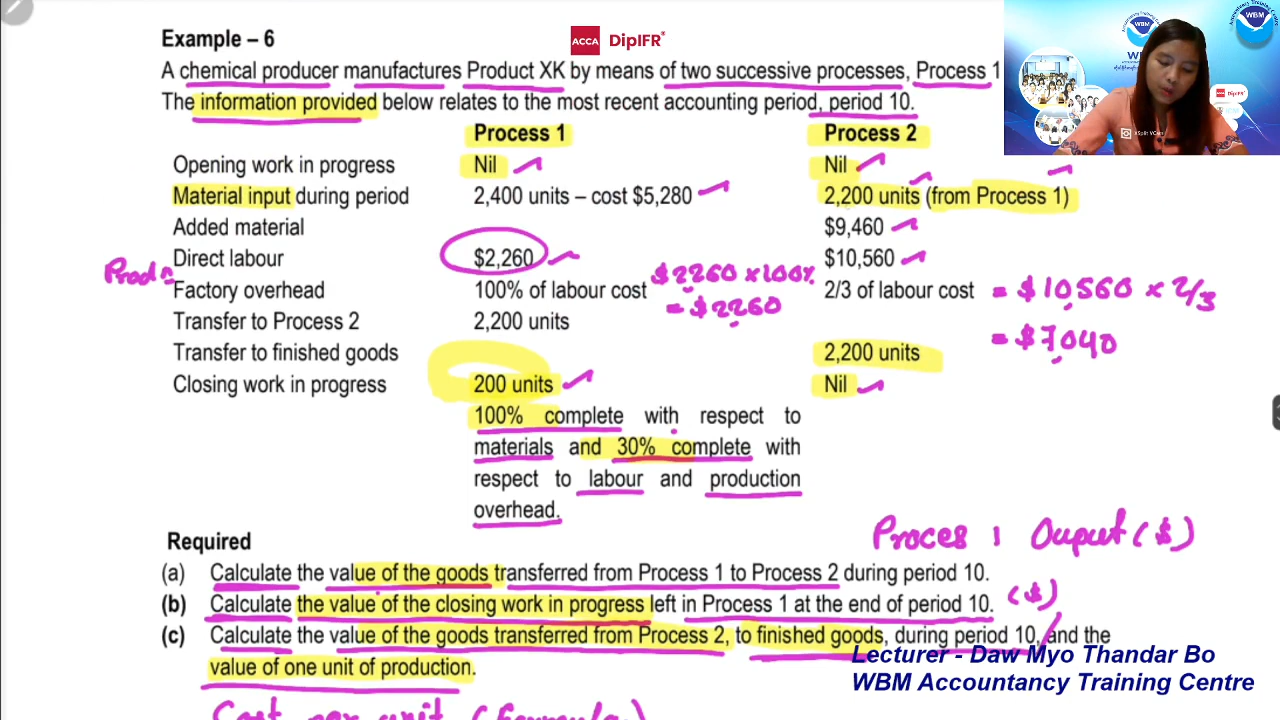 Example – 6
ACCA DipIFR
WBM
A chemical producer manufactures Product XK by means of two successive processes, Process 1
The information provided below relates to the most recent accounting period, period 10.
Process 1 Process 2
Opening work in progress Nil Nil
Material input during period 2,400 units – cost $5,280 2,200 units (from Process 1)
Added material $9,460
Direct labour $2,260 $10,560
Prodn Factory overhead 100% of labour cost $2260 x 100% = $2260 2/3 of labour cost = $10560 x 2/3
= $7,040
Transfer to Process 2 2,200 units
Transfer to finished goods 2,200 units
Closing work in progress 200 units Nil
100% complete with respect to
materials and 30% complete with
respect to labour and production
overhead.
Proces 1 Ouput ($)
Required
(a) Calculate the value of the goods transferred from Process 1 to Process 2 during period 10.
(b) Calculate the value of the closing work in progress left in Process 1 at the end of period 10. ($)
(c) Calculate the value of the goods transferred from Process 2, to finished goods, during period 10, and the
value of one unit of production.
Lecturer - Daw Myo Thandar Bo
WBM Accountancy Training Centre
Cost per unit (formula)